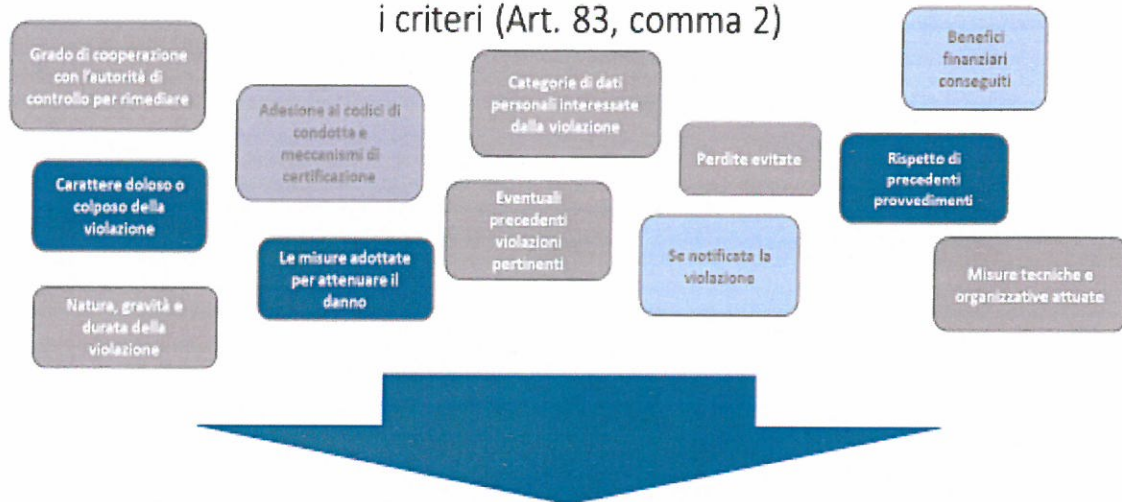 i criteri (Art. 83, comma 2)
Grado di cooperazione
con l'autorità di
controllo per rimediare
Adesione ai codici di
condotta e
meccanismi di
certificazione
Categorie di dati
personali interessate
dalla violazione
Benefici
finanziari
conseguiti
Perdite evitate
Rispetto di
precedenti
provvedimenti
Carattere doloso o
colposo della
violazione
Eventuali
precedenti
violazioni
pertinenti
Le misure adottate
per attenuare il
danno
Se notificata la
violazione
Misure tecniche e
organizzative attuate
Natura, gravità e
durata della
violazione